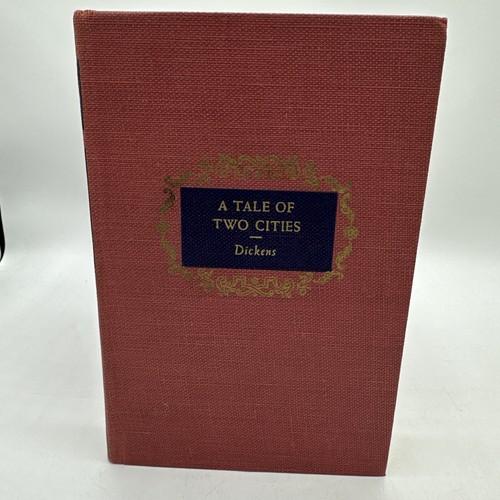 A TALE OF
TWO CITIES
Dickens